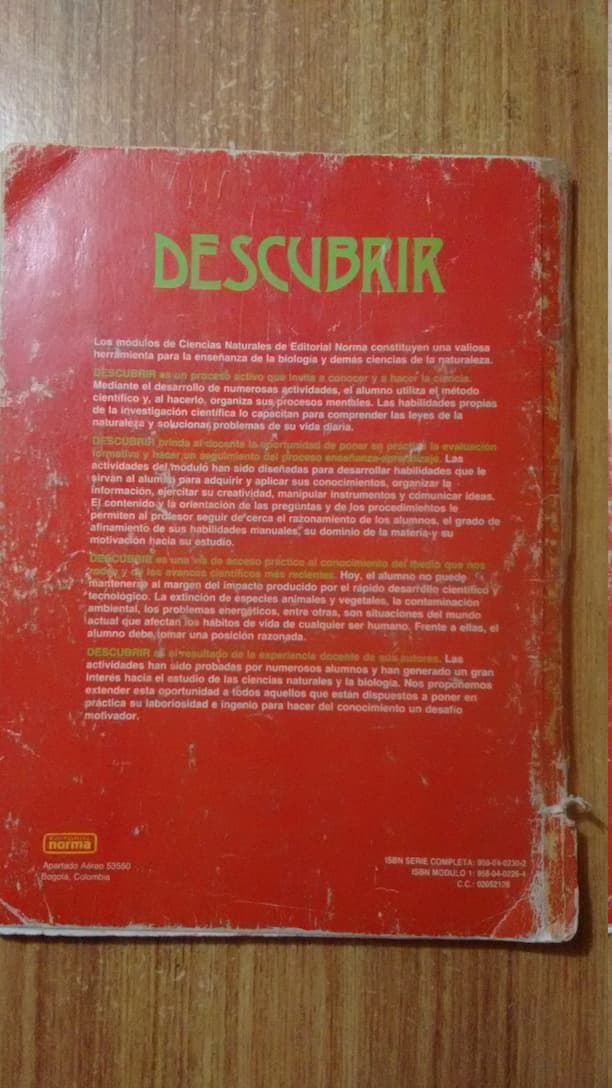 DESCUBRIR
Los módulos de Ciencias Naturales de Editorial Norma constituyen una valiosa
herramienta para la enseñanza de la biología y demás ciencias de la naturaleza.
DESCUBRIR es un proceso activo que invita a conocer y a hacer la ciencia.
Mediante el desarrollo de numerosas actividades, el alumno utiliza el método
científico y, al hacerlo, organiza sus procesos mentales. Las habilidades propias
de la investigación científica lo capacitan para comprender las leyes de la
naturaleza y solucionar problemas de su vida diaria.
DESCUBRIR brinda al docente la oportunidad de poner en práctica la evaluación
formativa y hacer un seguimiento del proceso enseñanza-aprendizaje. Las
actividades del módulo han sido diseñadas para desarrollar habilidades que le
sirvan al alumno para adquirir y aplicar sus conocimientos, organizar la
información, ejercitar su creatividad, manipular instrumentos y comunicar ideas.
El contenido y la orientación de las preguntas y de los procedimientos le
permiten al profesor seguir de cerca el razonamiento de los alumnos, el grado de
afinamiento de sus habilidades manuales, su dominio de la materia y su
motivación hacia su estudio.
DESCUBRIR es una vía de acceso práctico al conocimiento del medio que nos
rodea y de los avances científicos más recientes. Hoy, el alumno no puede
mantenerse al margen del impacto producido por el rápido desarrollo científico y
tecnológico. La extinción de especies animales y vegetales, la contaminación
ambiental, los problemas energéticos, entre otras, son situaciones del mundo
actual que afectan los hábitos de vida de cualquier ser humano. Frente a ellas, el
alumno debe tomar una posición razonada.
DESCUBRIR es el resultado de la experiencia docente de sus autores. Las
actividades han sido probadas por numerosos alumnos y han generado un gran
interés hacia el estudio de las ciencias naturales y la biología. Nos proponemos
extender esta oportunidad a todos aquellos que están dispuestos a poner en
práctica su laboriosidad e ingenio para hacer del conocimiento un desafío
motivador.
norma
Apartado Aéreo 53550
Bogotá, Colombia
ISBN SERIE COMPLETA: 958-04-0230-2
ISBN MODULO 1: 958-04-0226-4
C.C.: 02052176